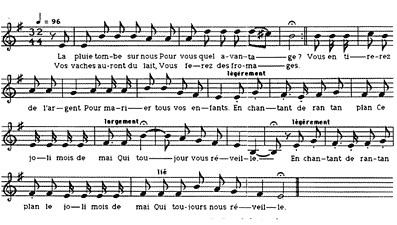 ♩ = 96
La pluie tom-be sur nous Pour vous quel a-van-ta- ge? Vous en ti-re-rez
Vos vaches au-ront du lait, Vous fe-rez des fro-ma-- ges.
légèrement
de l'ar-gent Pour ma-ri-er tous vos en-fants. En chan-tant de ran tan plan Ce
largement légèrement
jo-li mois de mai Qui tou--jour vous ré-veil-le. En chan-tant de ran-tan
lié
plan le jo-li mois de mai Qui tou-jours nous ré-veil-le.